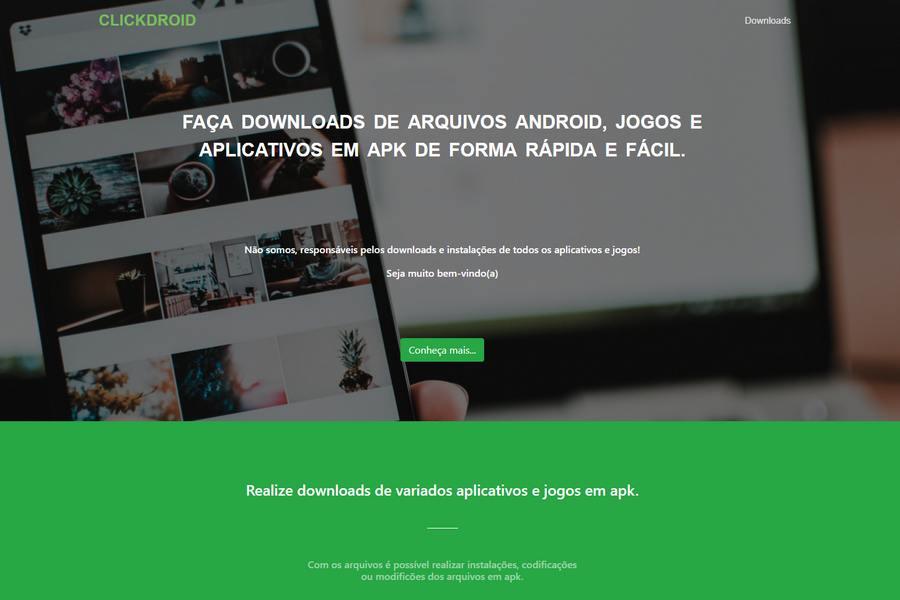 CLICKDROID
Downloads
FAÇA DOWNLOADS DE ARQUIVOS ANDROID, JOGOS E
APLICATIVOS EM APK DE FORMA RÁPIDA E FÁCIL.
Não somos, responsáveis pelos downloads e instalações de todos os aplicativos e jogos!
Seja muito bem-vindo(a)
Conheça mais...
Realize downloads de variados aplicativos e jogos em apk.
Com os arquivos é possível realizar instalações, codificações
ou modificões dos arquivos em apk.